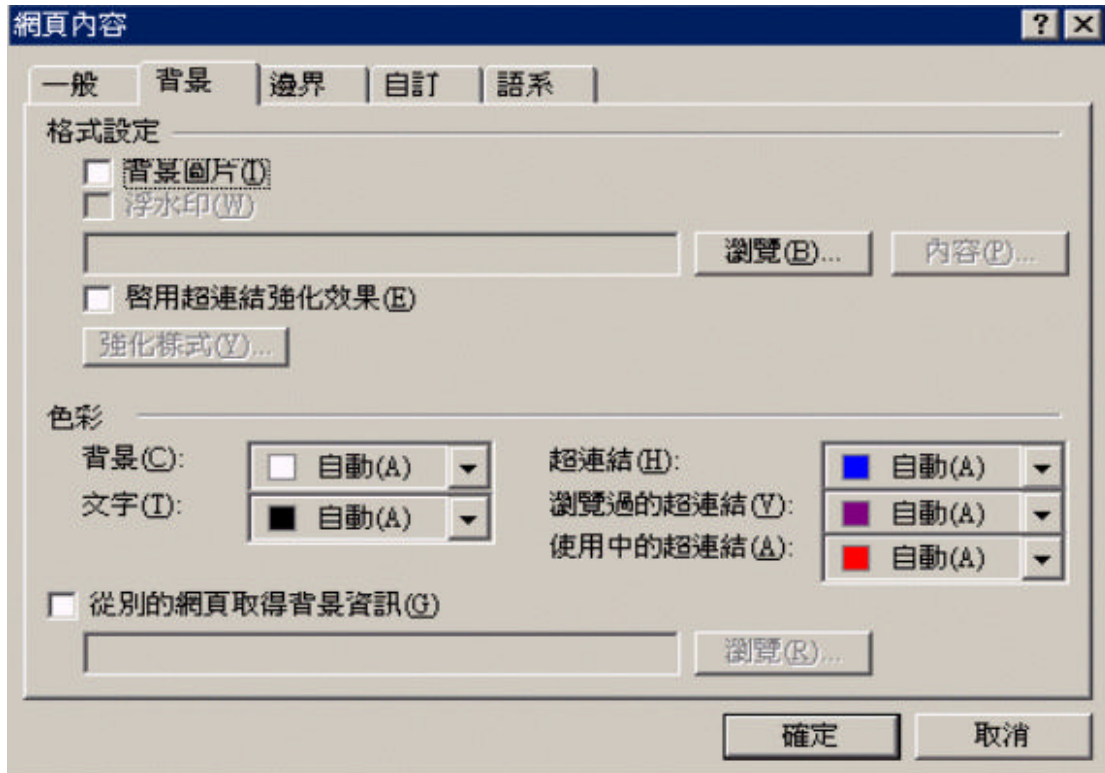 網頁內容
一般 背景 邊界 自訂 語系
格式設定
背景圖片(I)
浮水印(W)
瀏覽(B)... 內容(P)...
啓用超連結強化效果(E)
強化樣式(Y)...
色彩
背景(C): 自動(A) 超連結(H): 自動(A)
文字(T): 自動(A) 瀏覽過的超連結(V): 自動(A)
使用中的超連結(A): 自動(A)
從別的網頁取得背景資訊(G)
瀏覽(R)...
確定 取消